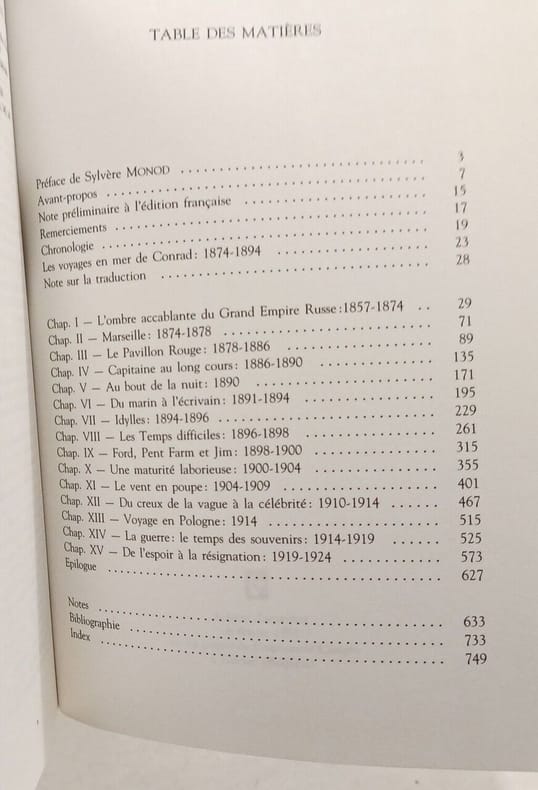 TABLE DES MATIÈRES
Préface de Sylvère MONOD . . . . . . . . . . . . . . . . . . . . . . . . . . . . . . . 3
Avant-propos . . . . . . . . . . . . . . . . . . . . . . . . . . . . . . . . . . . . . . . 7
Note préliminaire à l'édition française . . . . . . . . . . . . . . . . . . . . . . . 15
Remerciements . . . . . . . . . . . . . . . . . . . . . . . . . . . . . . . . . . . . . 17
Chronologie . . . . . . . . . . . . . . . . . . . . . . . . . . . . . . . . . . . . . . . 19
Les voyages en mer de Conrad : 1874-1894 . . . . . . . . . . . . . . . . . . . 23
Note sur la traduction . . . . . . . . . . . . . . . . . . . . . . . . . . . . . . . . 28
Chap. I – L'ombre accablante du Grand Empire Russe :1857-1874 . . 29
Chap. II – Marseille : 1874-1878 . . . . . . . . . . . . . . . . . . . . . . . . . . 71
Chap. III – Le Pavillon Rouge : 1878-1886 . . . . . . . . . . . . . . . . . . . 89
Chap. IV – Capitaine au long cours : 1886-1890 . . . . . . . . . . . . . . . 135
Chap. V – Au bout de la nuit : 1890 . . . . . . . . . . . . . . . . . . . . . . . 171
Chap. VI – Du marin à l'écrivain : 1891-1894 . . . . . . . . . . . . . . . . . 195
Chap. VII – Idylles : 1894-1896 . . . . . . . . . . . . . . . . . . . . . . . . . . . 229
Chap. VIII – Les Temps difficiles : 1896-1898 . . . . . . . . . . . . . . . . . 261
Chap. IX – Ford, Pent Farm et Jim : 1898-1900 . . . . . . . . . . . . . . . . 315
Chap. X – Une maturité laborieuse : 1900-1904 . . . . . . . . . . . . . . . 355
Chap. XI – Le vent en poupe : 1904-1909 . . . . . . . . . . . . . . . . . . . 401
Chap. XII – Du creux de la vague à la célébrité : 1910-1914 . . . . . . 467
Chap. XIII – Voyage en Pologne : 1914 . . . . . . . . . . . . . . . . . . . . . 515
Chap. XIV – La guerre : le temps des souvenirs : 1914-1919 . . . . . . 525
Chap. XV – De l'espoir à la résignation : 1919-1924 . . . . . . . . . . . . 573
Epilogue . . . . . . . . . . . . . . . . . . . . . . . . . . . . . . . . . . . . . . . . . . 627
Notes . . . . . . . . . . . . . . . . . . . . . . . . . . . . . . . . . . . . . . . . . . . . 633
Bibliographie . . . . . . . . . . . . . . . . . . . . . . . . . . . . . . . . . . . . . . . 733
Index . . . . . . . . . . . . . . . . . . . . . . . . . . . . . . . . . . . . . . . . . . . . 749